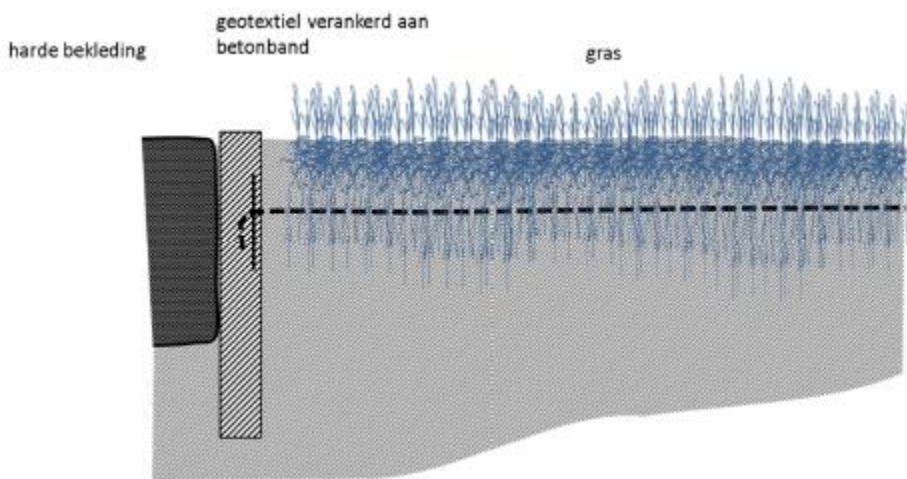 harde bekleding
geotextiel verankerd aan
betonband
gras